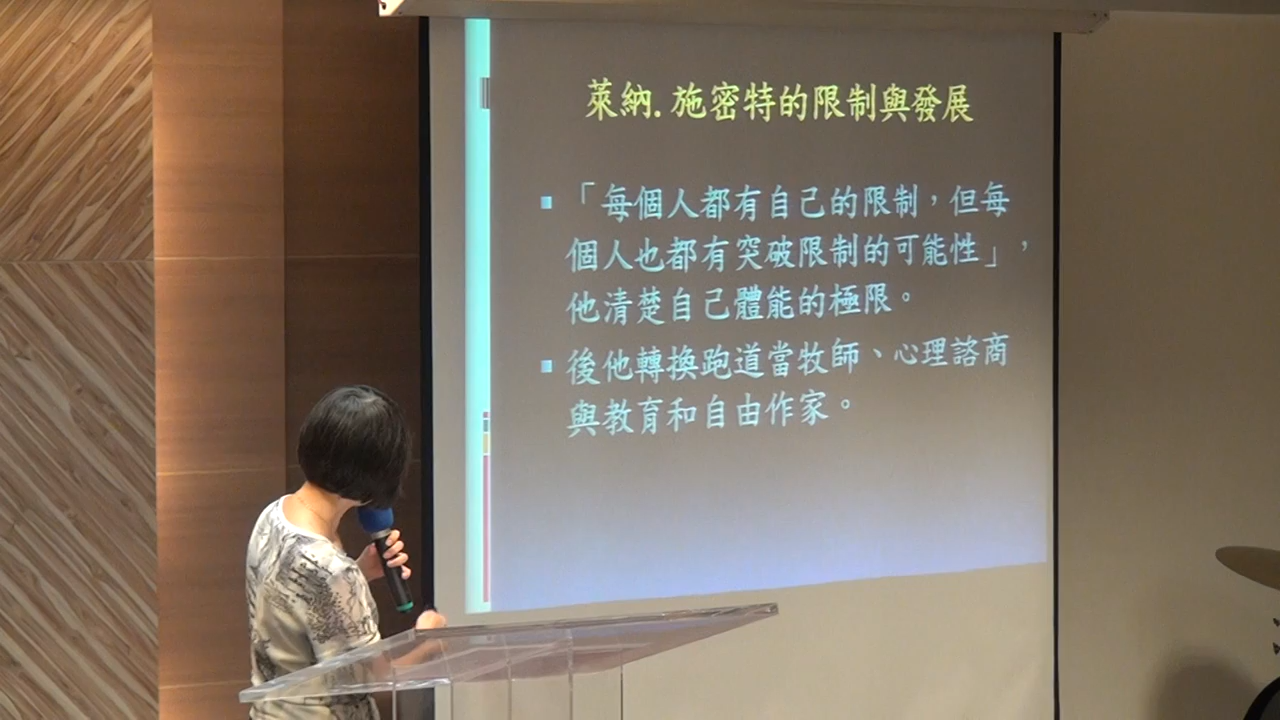 萊納.施密特的限制與發展
「每個人都有自己的限制，但每
個人也都有突破限制的可能性」，
他清楚自己體能的極限。
後他轉換跑道當牧師、心理諮商
與教育和自由作家。